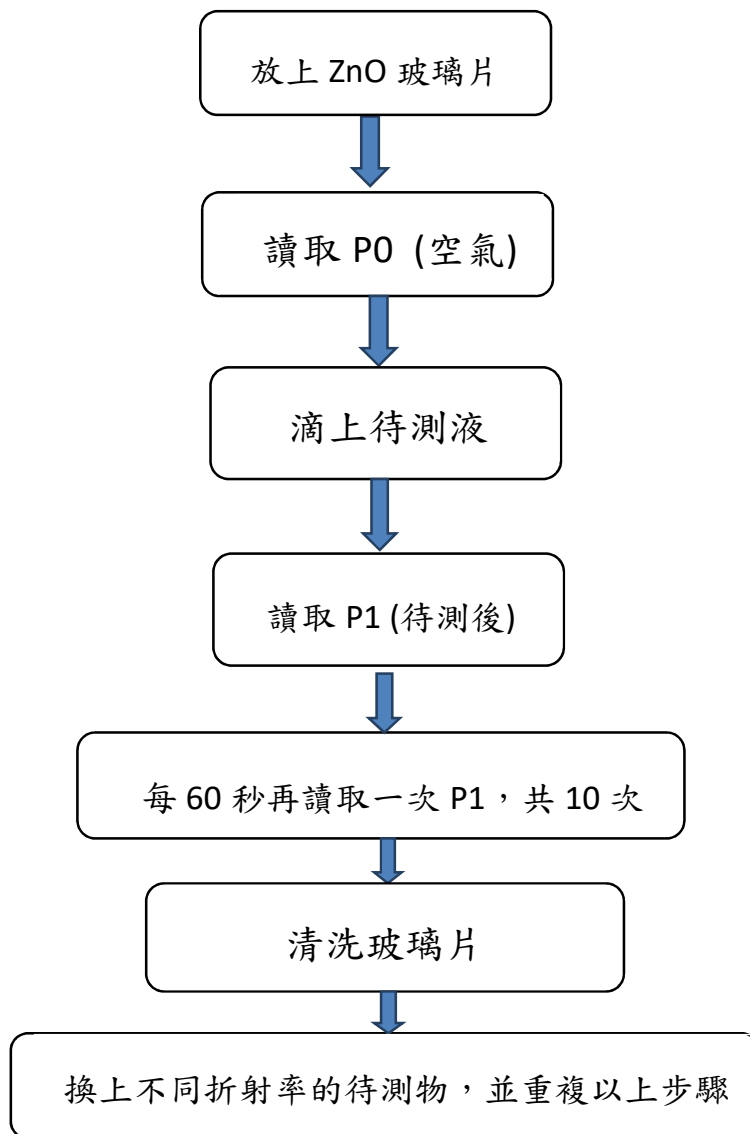 放上 ZnO 玻璃片
讀取 P0 (空氣)
滴上待測液
讀取 P1 (待測後)
每 60 秒再讀取一次 P1，共 10 次
清洗玻璃片
換上不同折射率的待測物，並重複以上步驟